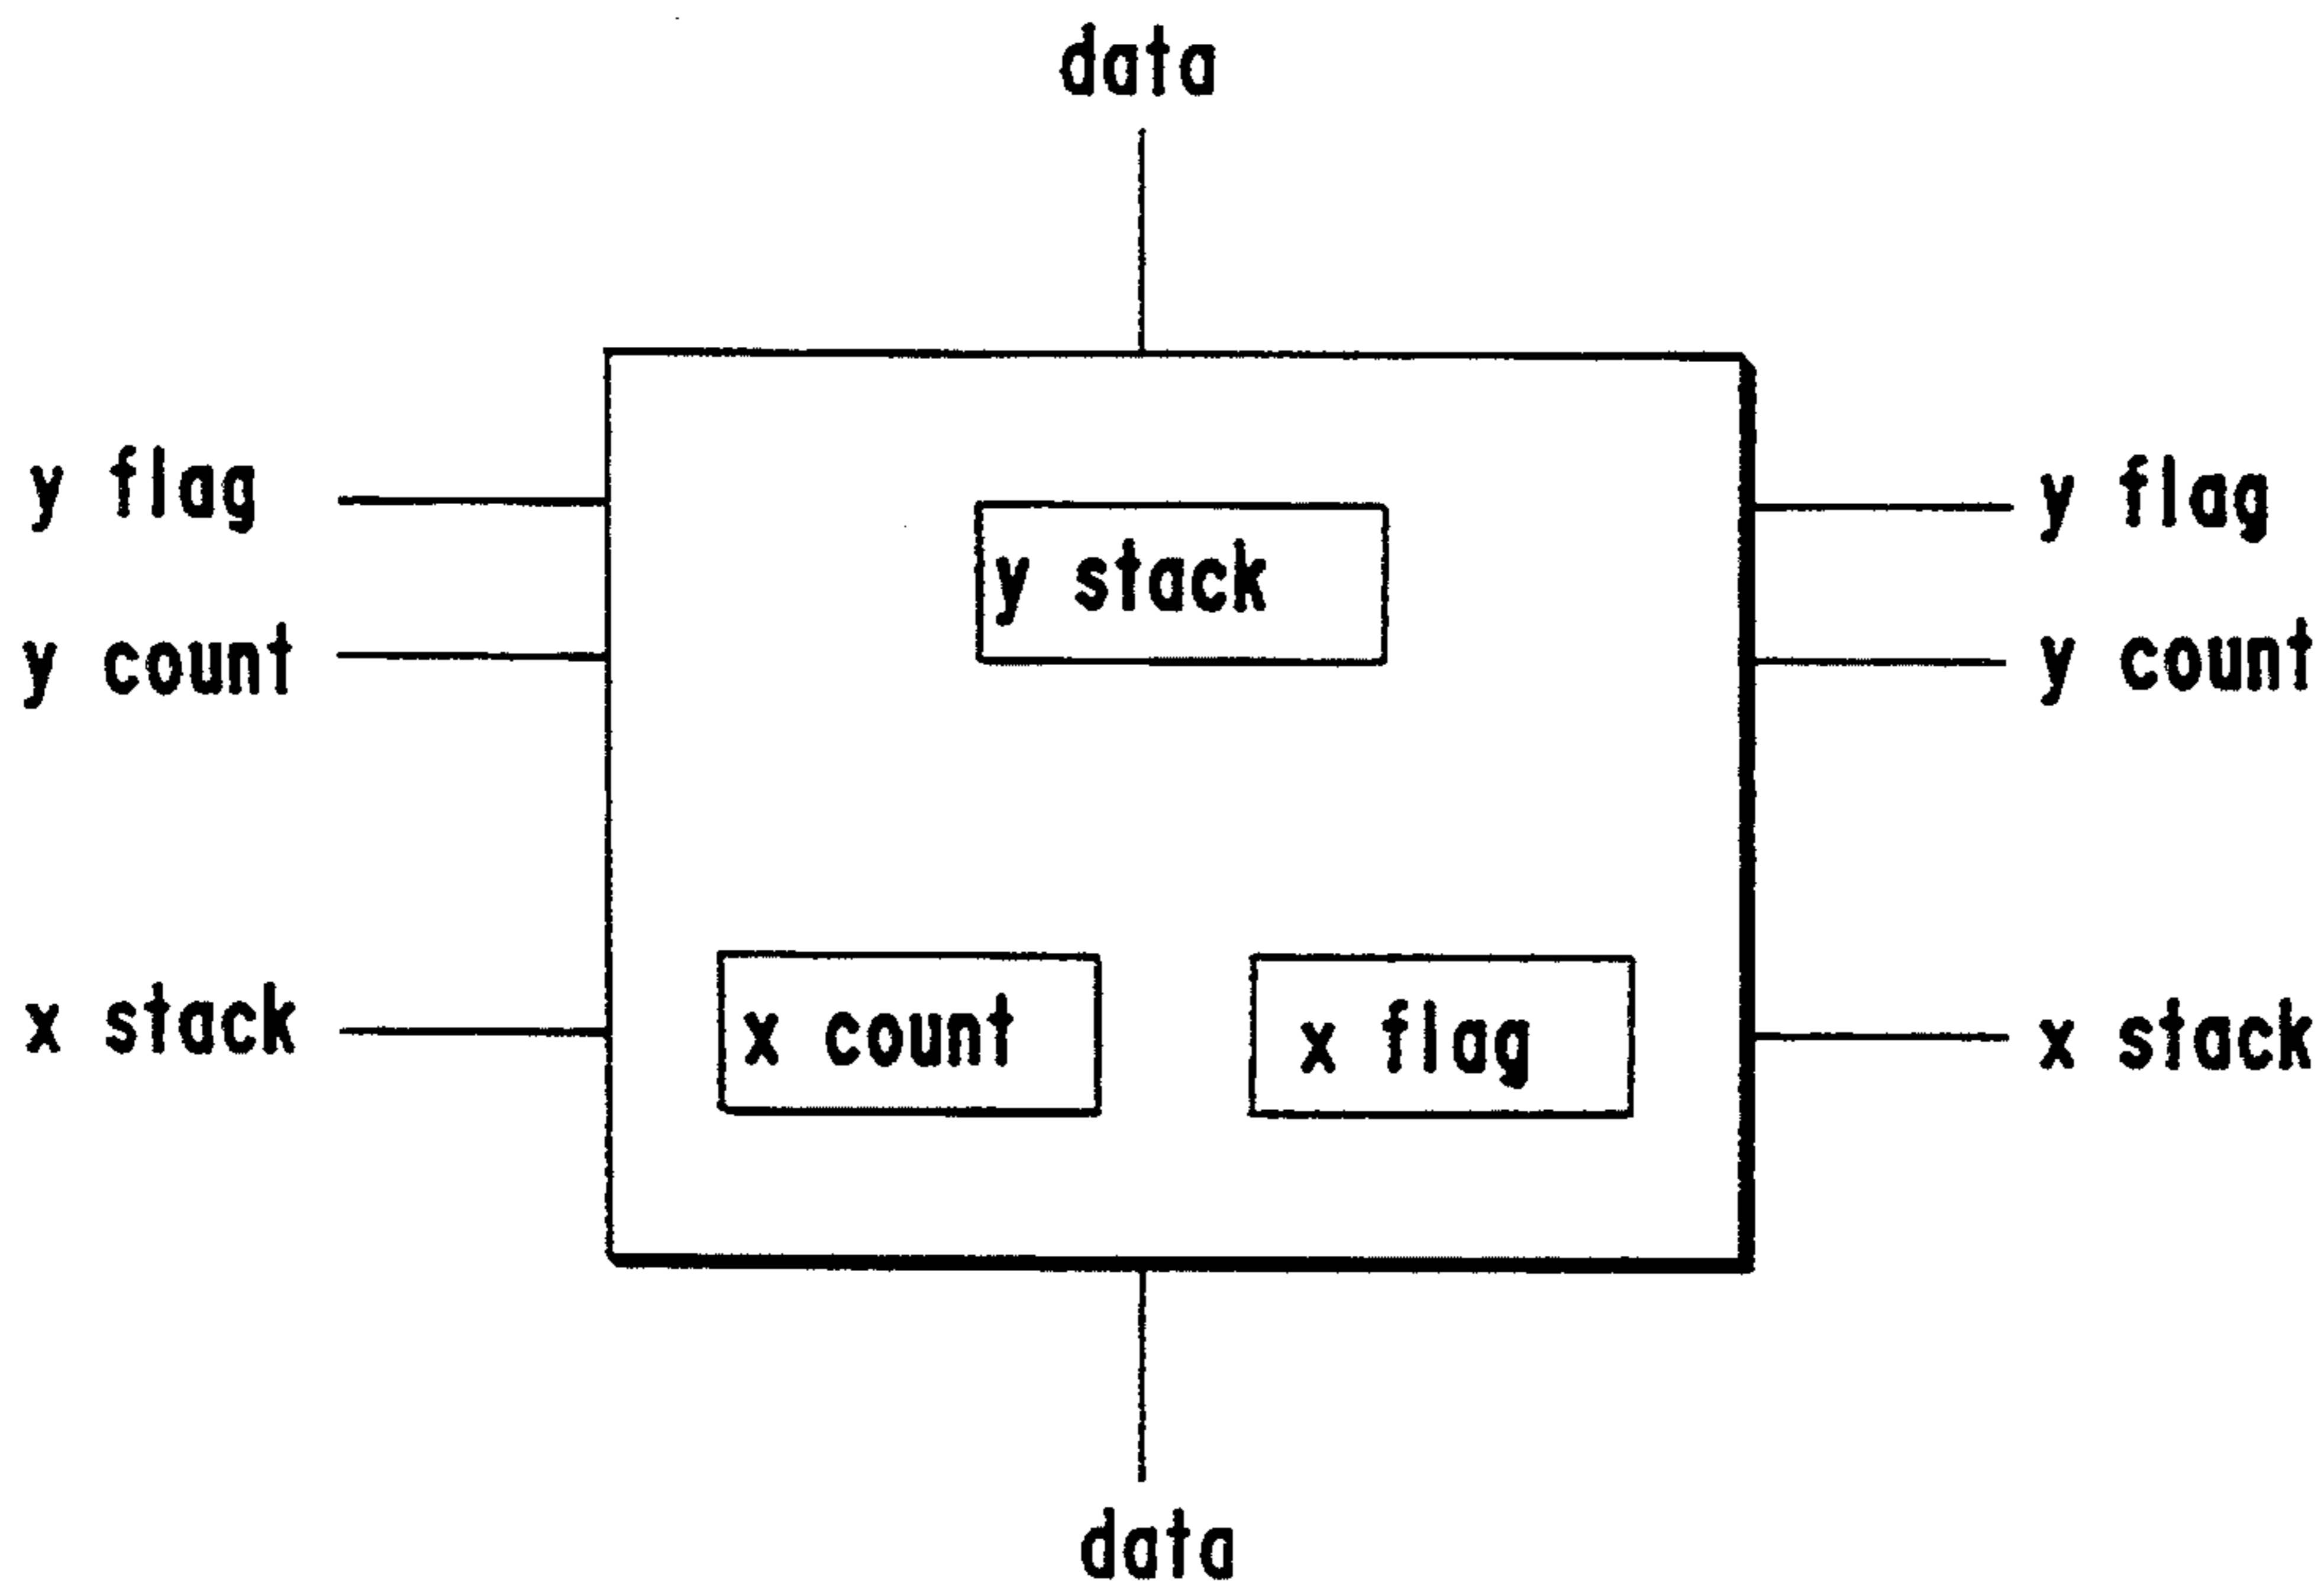 data
y flag
y flag
y stack
y count
y count
x stack
x count
x flag
x stack
data